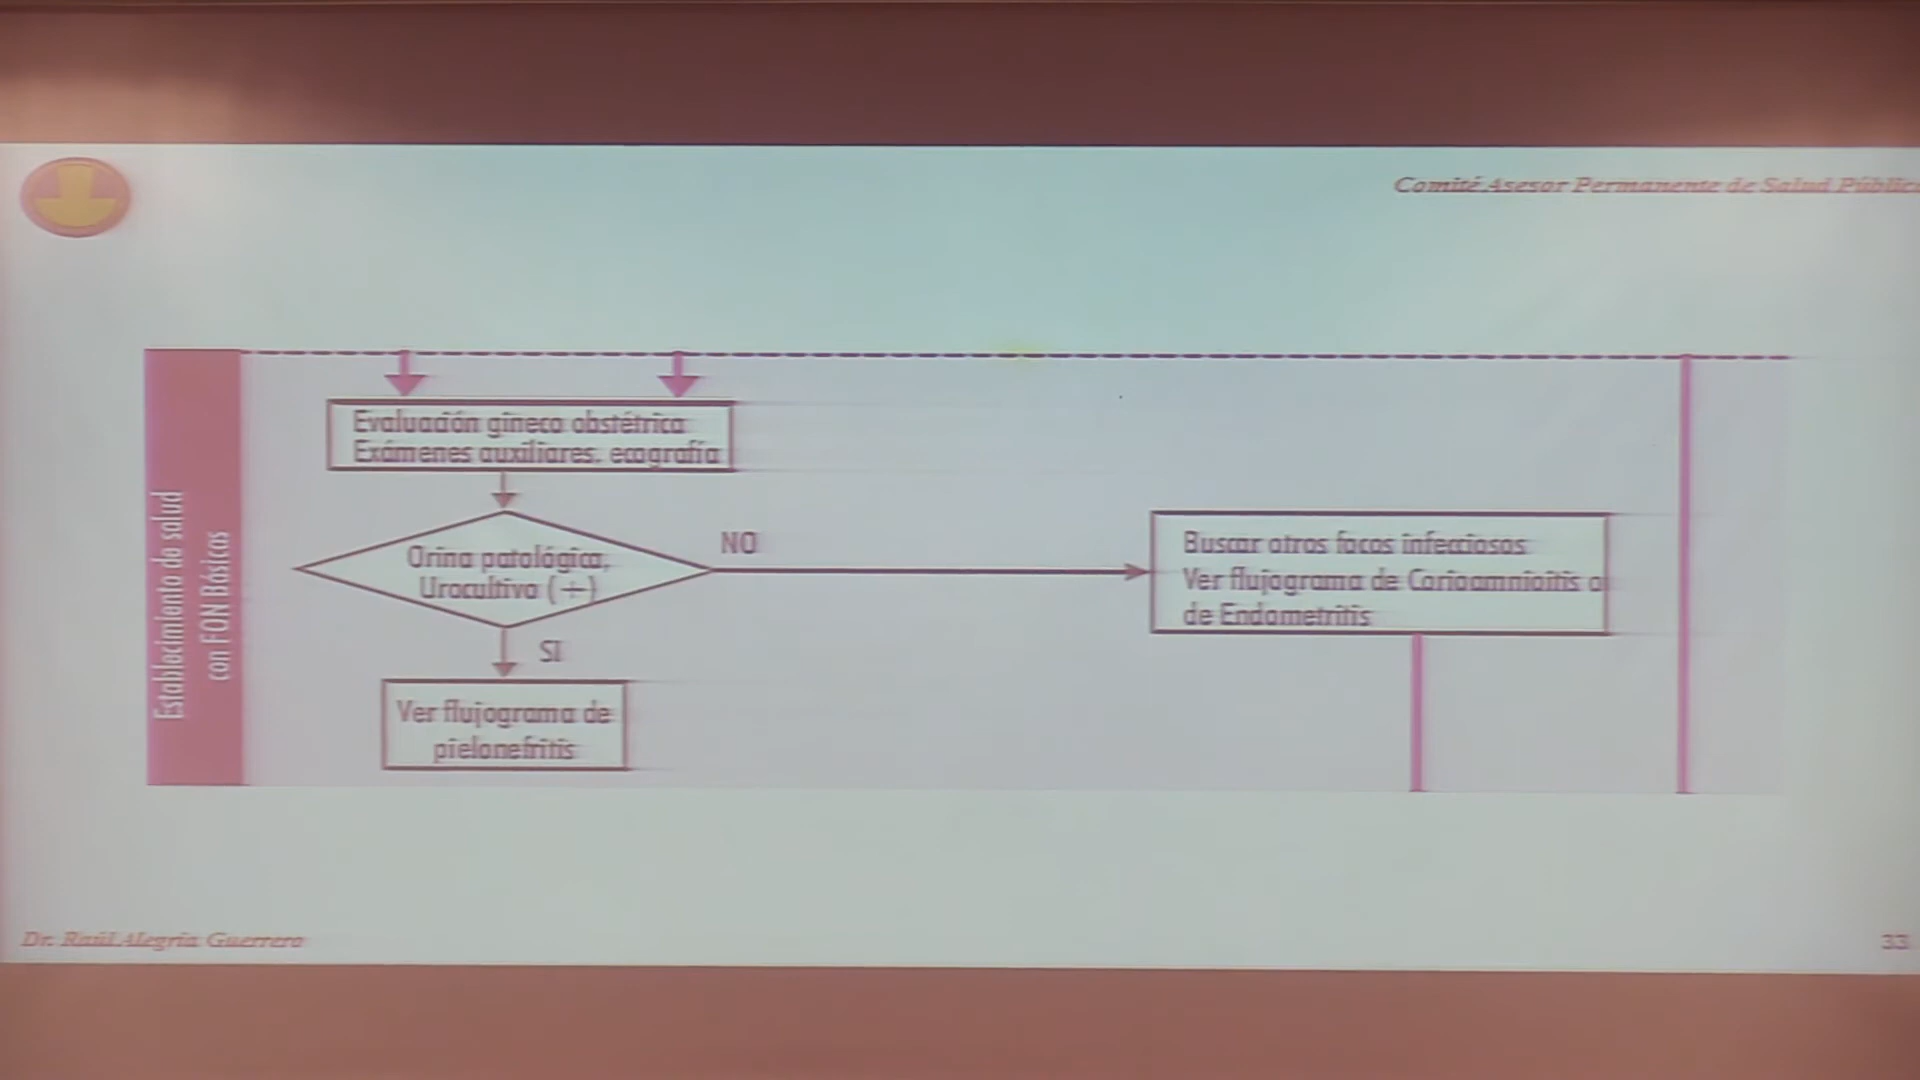 Comité Asesor Permanente de Salud Públic
Establecimiento de salud
con FON Básicas
Evaluación gineco obstétrica
Exámenes auxiliares, ecografía
Orina patológica,
Urocultivo (+)
NO
Buscar otros focos infecciosos
Ver flujograma de Corioamnioitis o
de Endometritis
SI
Ver flujograma de
pielonefritis
Dr. Raúl Alegría Guerrero
33